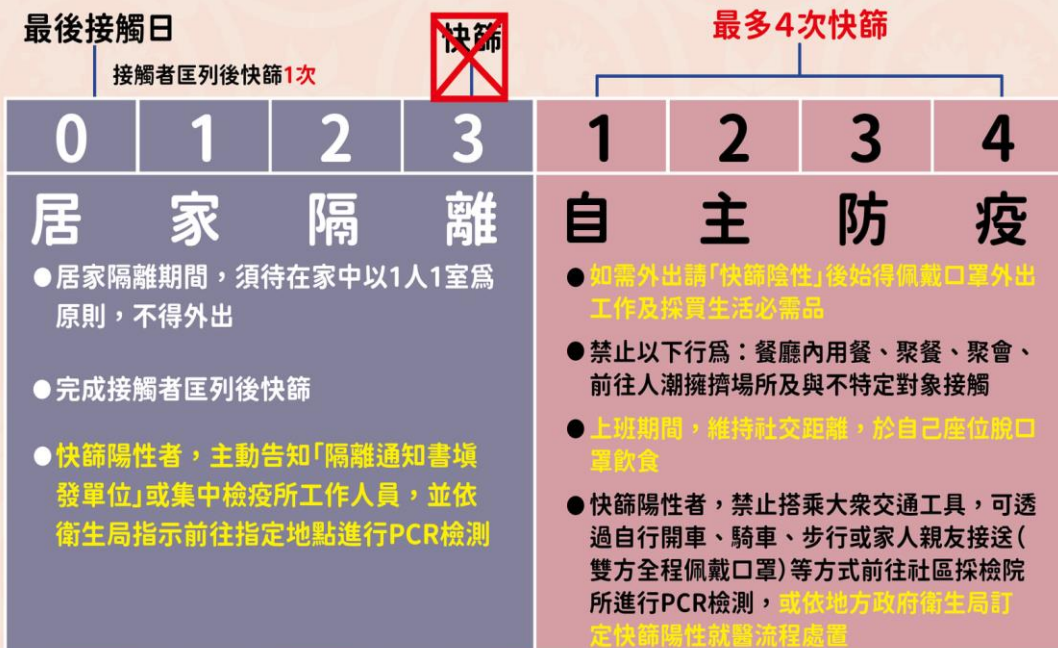 最後接觸日
接觸者匡列後快篩1次
快篩
最多4次快篩
0 1 2 3
1 2 3 4
居家隔離
●居家隔離期間，須待在家中以1人1室爲
原則，不得外出
●完成接觸者匡列後快篩
●快篩陽性者，主動告知「隔離通知書填
發單位」或集中檢疫所工作人員，並依
衛生局指示前往指定地點進行PCR檢測
自主防疫
●如需外出請「快篩陰性」後始得佩戴口罩外出
工作及採買生活必需品
●禁止以下行爲：餐廳內用餐、聚餐、聚會、
前往人潮擁擠場所及與不特定對象接觸
●上班期間，維持社交距離，於自己座位脫口
罩飲食
●快篩陽性者，禁止搭乘大衆交通工具，可透
過自行開車、騎車、步行或家人親友接送(
雙方全程佩戴口罩)等方式前往社區採檢院
所進行PCR檢測，或依地方政府衛生局訂
定快篩陽性就醫流程處置